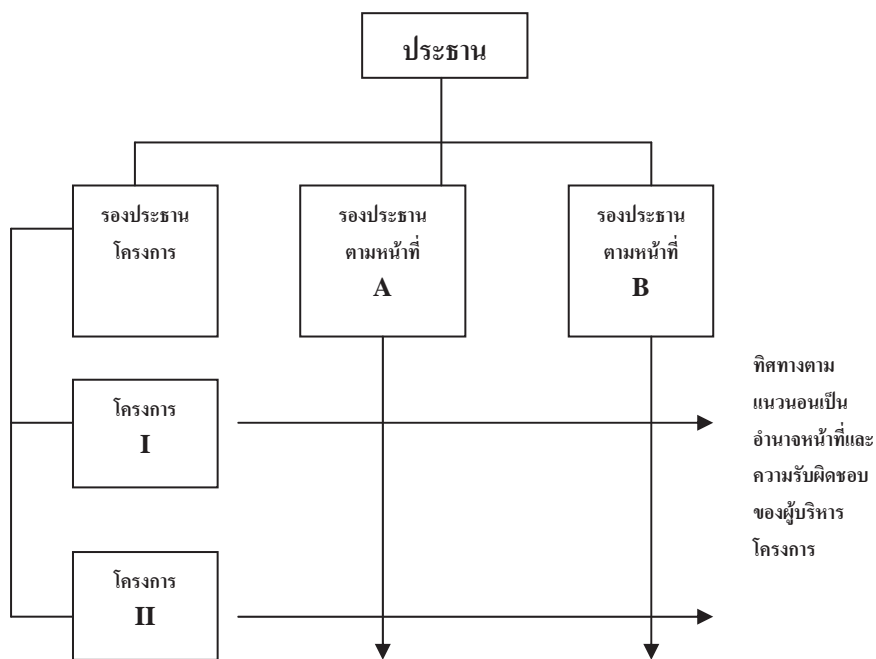 ประธาน
รองประธาน
โครงการ
รองประธาน
ตามหน้าที่
A
รองประธาน
ตามหน้าที่
B
โครงการ
I
ทิศทางตาม
แนวนอนเป็น
อำนาจหน้าที่และ
ความรับผิดชอบ
ของผู้บริหาร
โครงการ
โครงการ
II